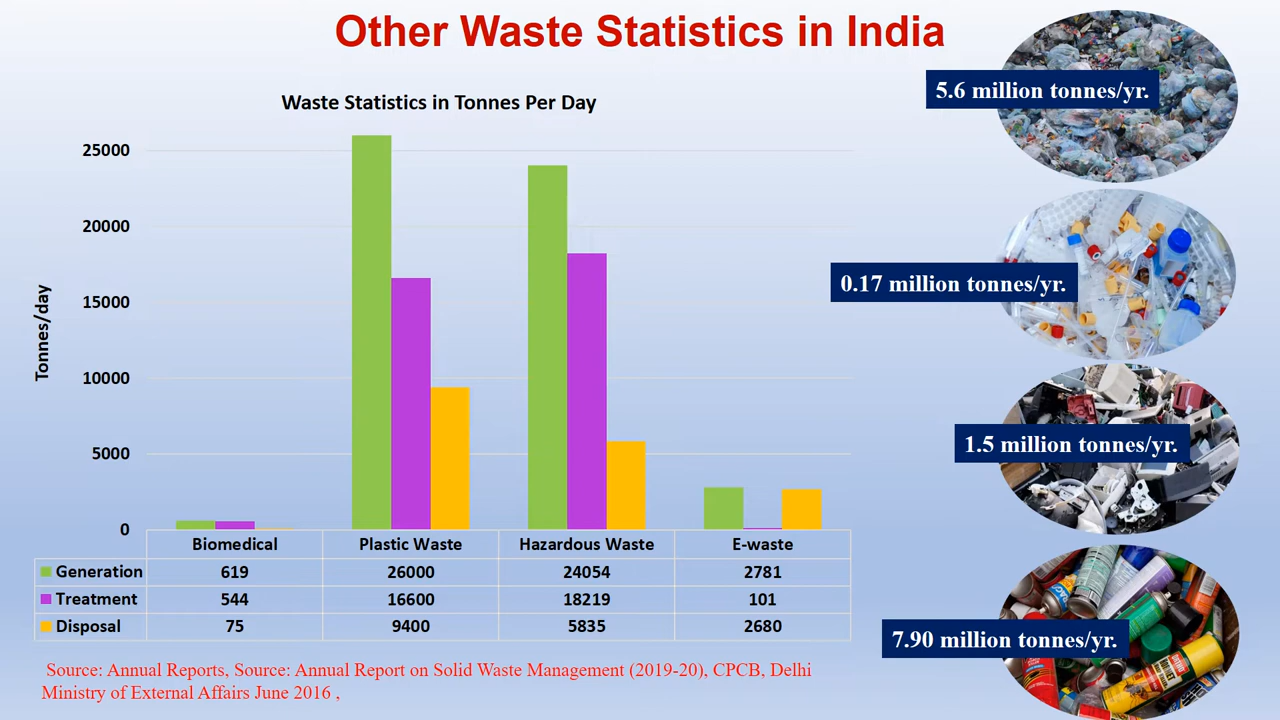 Other Waste Statistics in India
5.6 million tonnes/yr.
Waste Statistics in Tonnes Per Day
25000
20000
15000
10000
5000
0
Tonnes/day
0.17 million tonnes/yr.
1.5 million tonnes/yr.
7.90 million tonnes/yr.
Biomedical Plastic Waste Hazardous Waste E-waste
Generation 619 26000 24054 2781
Treatment 544 16600 18219 101
Disposal 75 9400 5835 2680
Source: Annual Reports, Source: Annual Report on Solid Waste Management (2019-20), CPCB, Delhi
Ministry of External Affairs June 2016 ,